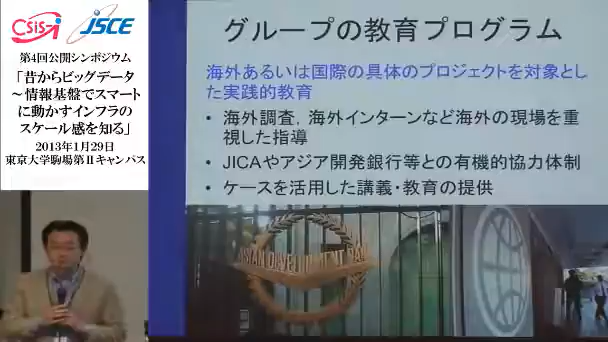 CSiS-i
JSCE
第4回公開シンポジウム
「昔からビッグデータ
～情報基盤でスマート
に動かすインフラの
スケール感を知る」
2013年1月29日
東京大学駒場第Ⅱキャンパス
グループの教育プログラム
海外あるいは国際の具体のプロジェクトを対象とし
た実践的教育
• 海外調査，海外インターンなど海外の現場を重
視した指導
• JICAやアジア開発銀行等との有機的協力体制
• ケースを活用した講義・教育の提供
ASIAN DEVELOPMENT BANK